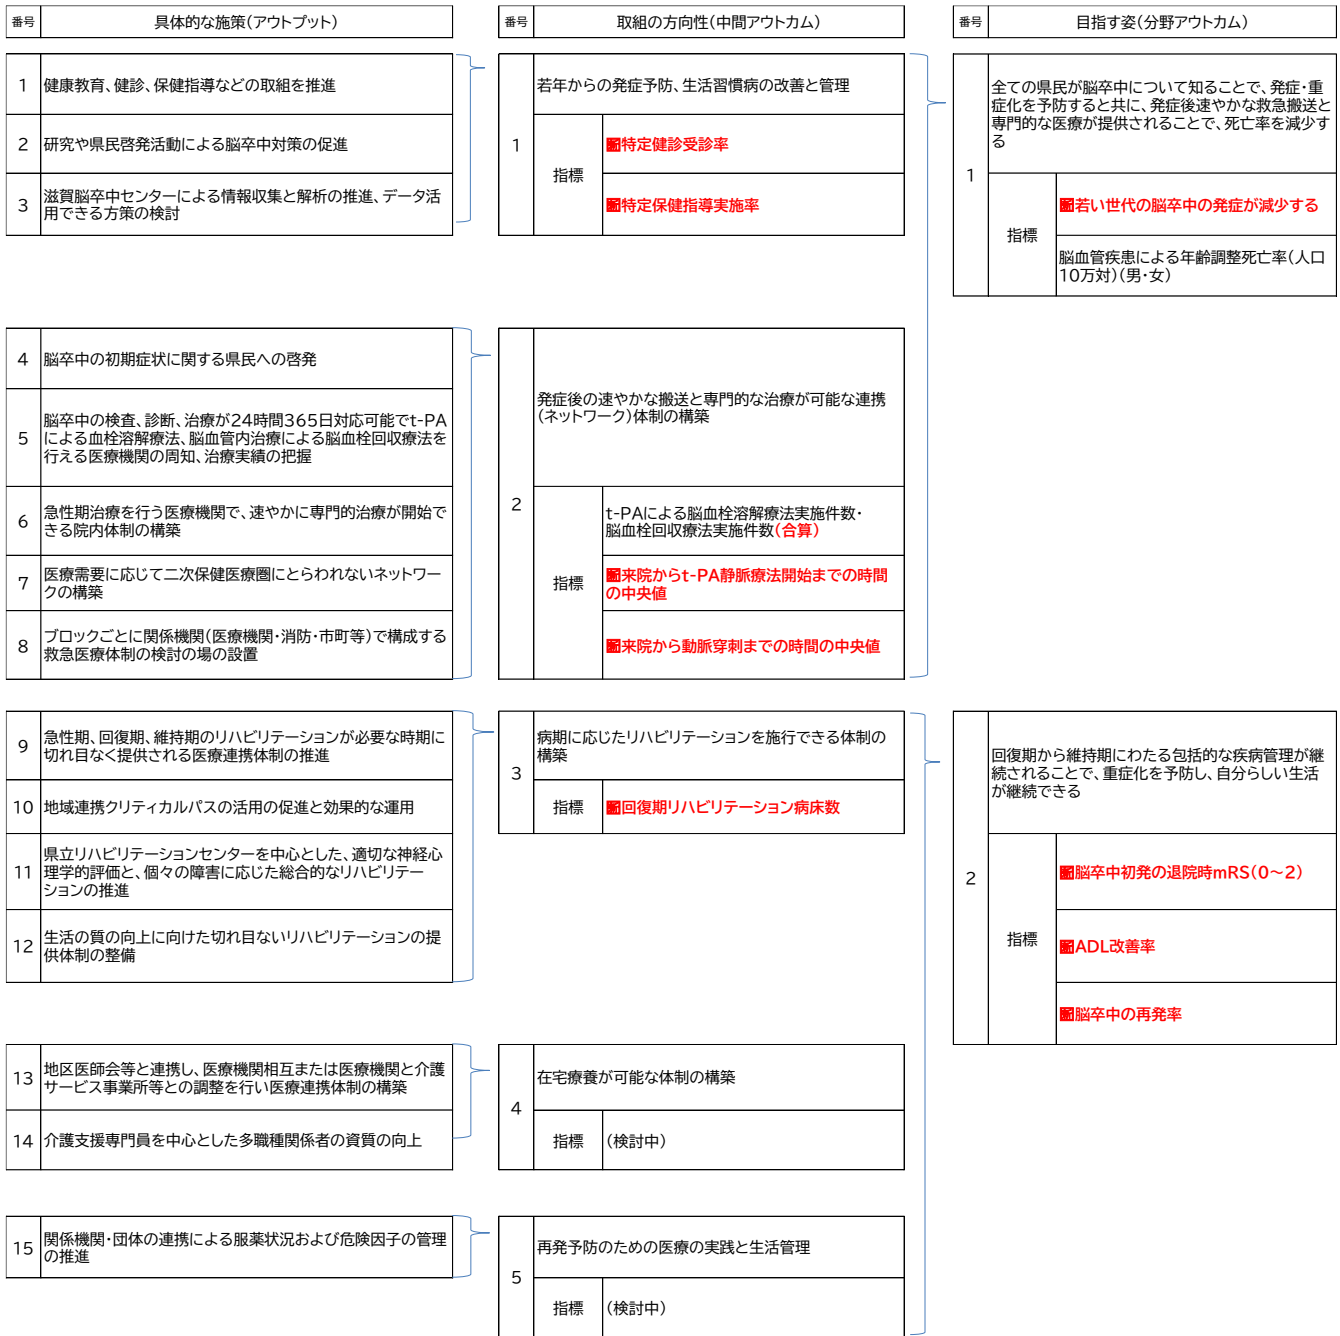 番号
具体的な施策(アウトプット)
1
健康教育、健診、保健指導などの取組を推進
2
研究や県民啓発活動による脳卒中対策の促進
3
滋賀脳卒中センターによる情報収集と解析の推進、データ活
用できる方策の検討
4
脳卒中の初期症状に関する県民への啓発
5
脳卒中の検査、診断、治療が24時間365日対応可能でt-PA
による血栓溶解療法、脳血管内治療による脳血栓回収療法を
行える医療機関の周知、治療実績の把握
6
急性期治療を行う医療機関で、速やかに専門的治療が開始で
きる院内体制の構築
7
医療需要に応じて二次保健医療圏にとらわれないネットワー
クの構築
8
ブロックごとに関係機関(医療機関・消防・市町等)で構成する
救急医療体制の検討の場の設置
9
急性期、回復期、維持期のリハビリテーションが必要な時期に
切れ目なく提供される医療連携体制の推進
10
地域連携クリティカルパスの活用の促進と効果的な運用
11
県立リハビリテーションセンターを中心とした、適切な神経心
理学的評価と、個々の障害に応じた総合的なリハビリテー
ションの推進
12
生活の質の向上に向けた切れ目ないリハビリテーションの提
供体制の整備
13
地区医師会等と連携し、医療機関相互または医療機関と介護
サービス事業所等との調整を行い医療連携体制の構築
14
介護支援専門員を中心とした多職種関係者の資質の向上
15
関係機関・団体の連携による服薬状況および危険因子の管理
の推進
番号
取組の方向性(中間アウトカム)
1
若年からの発症予防、生活習慣病の改善と管理
指標
新特定健診受診率
新特定保健指導実施率
2
発症後の速やかな搬送と専門的な治療が可能な連携
(ネットワーク)体制の構築
指標
t-PAによる脳血栓溶解療法実施件数・
脳血栓回収療法実施件数(合算)
新来院からt-PA静脈療法開始までの時間
の中央値
新来院から動脈穿刺までの時間の中央値
3
病期に応じたリハビリテーションを施行できる体制の
構築
指標
新回復期リハビリテーション病床数
4
在宅療養が可能な体制の構築
指標
(検討中)
5
再発予防のための医療の実践と生活管理
指標
(検討中)
番号
目指す姿(分野アウトカム)
1
全ての県民が脳卒中について知ることで、発症・重
症化を予防すると共に、発症後速やかな救急搬送と
専門的な医療が提供されることで、死亡率を減少す
る
指標
新若い世代の脳卒中の発症が減少する
脳血管疾患による年齢調整死亡率(人口
10万対)(男・女)
2
回復期から維持期にわたる包括的な疾病管理が継
続されることで、重症化を予防し、自分らしい生活
が継続できる
指標
新脳卒中初発の退院時mRS(0～2)
新ADL改善率
新脳卒中の再発率